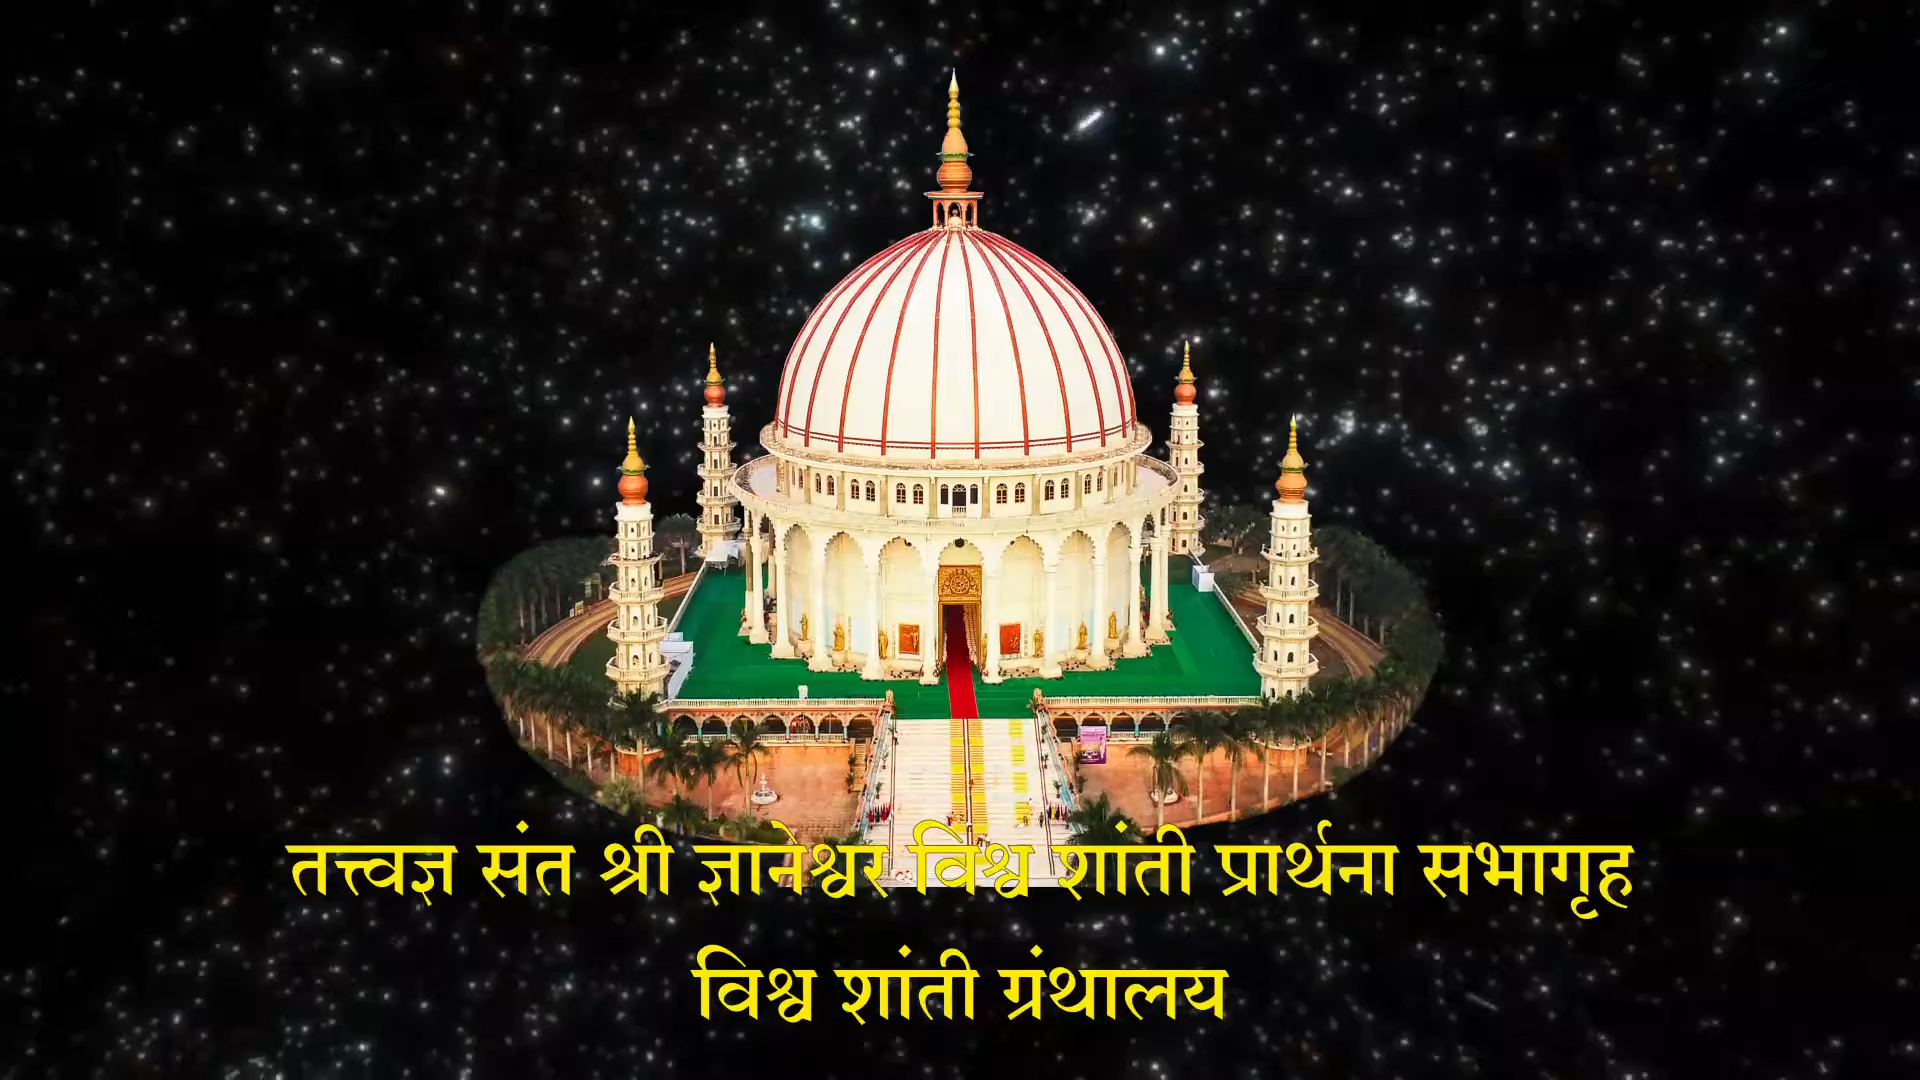 तत्त्वज्ञ संत श्री ज्ञानेश्वर विश्व शांती प्रार्थना सभागृह
विश्व शांती ग्रंथालय